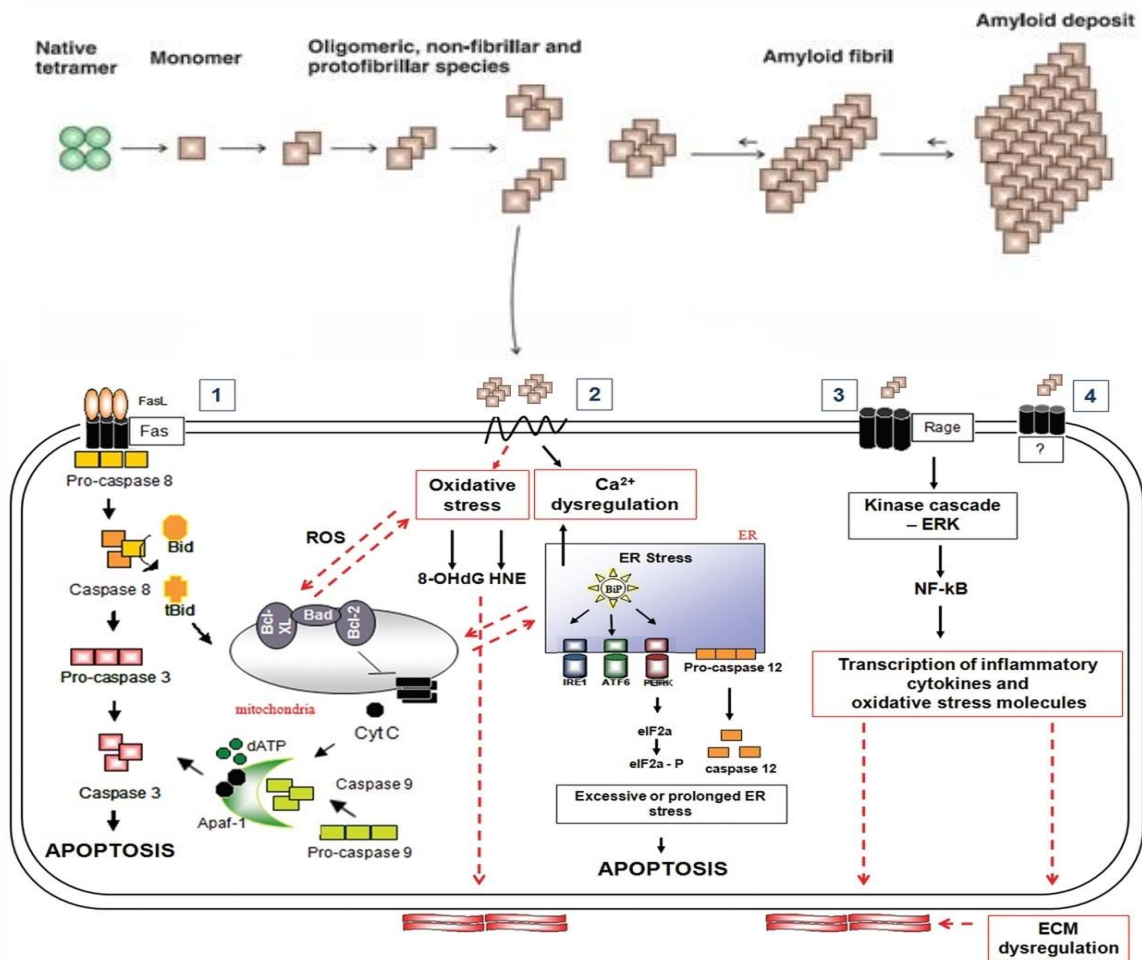 Native
tetramer
Monomer
Oligomeric, non-fibrillar and
protofibrillar species
Amyloid fibril
Amyloid deposit
1
FasL
Fas
Pro-caspase 8
Bid
Caspase 8
tBid
Pro-caspase 3
Caspase 3
APOPTOSIS
2
Oxidative
stress
Ca²⁺
dysregulation
ROS
8-OHdG HNE
Bcl-
XL
Bad
Bcl-2
mitochondria
Cyt C
dATP
Apaf-1
Caspase 9
Pro-caspase 9
ER
ER Stress
BiP
IRE1
ATF6
Pro-caspase 12
eIF2a
eIF2a - P
caspase 12
Excessive or prolonged ER
stress
APOPTOSIS
3
Rage
4
?
Kinase cascade
– ERK
NF-kB
Transcription of inflammatory
cytokines and
oxidative stress molecules
ECM
dysregulation